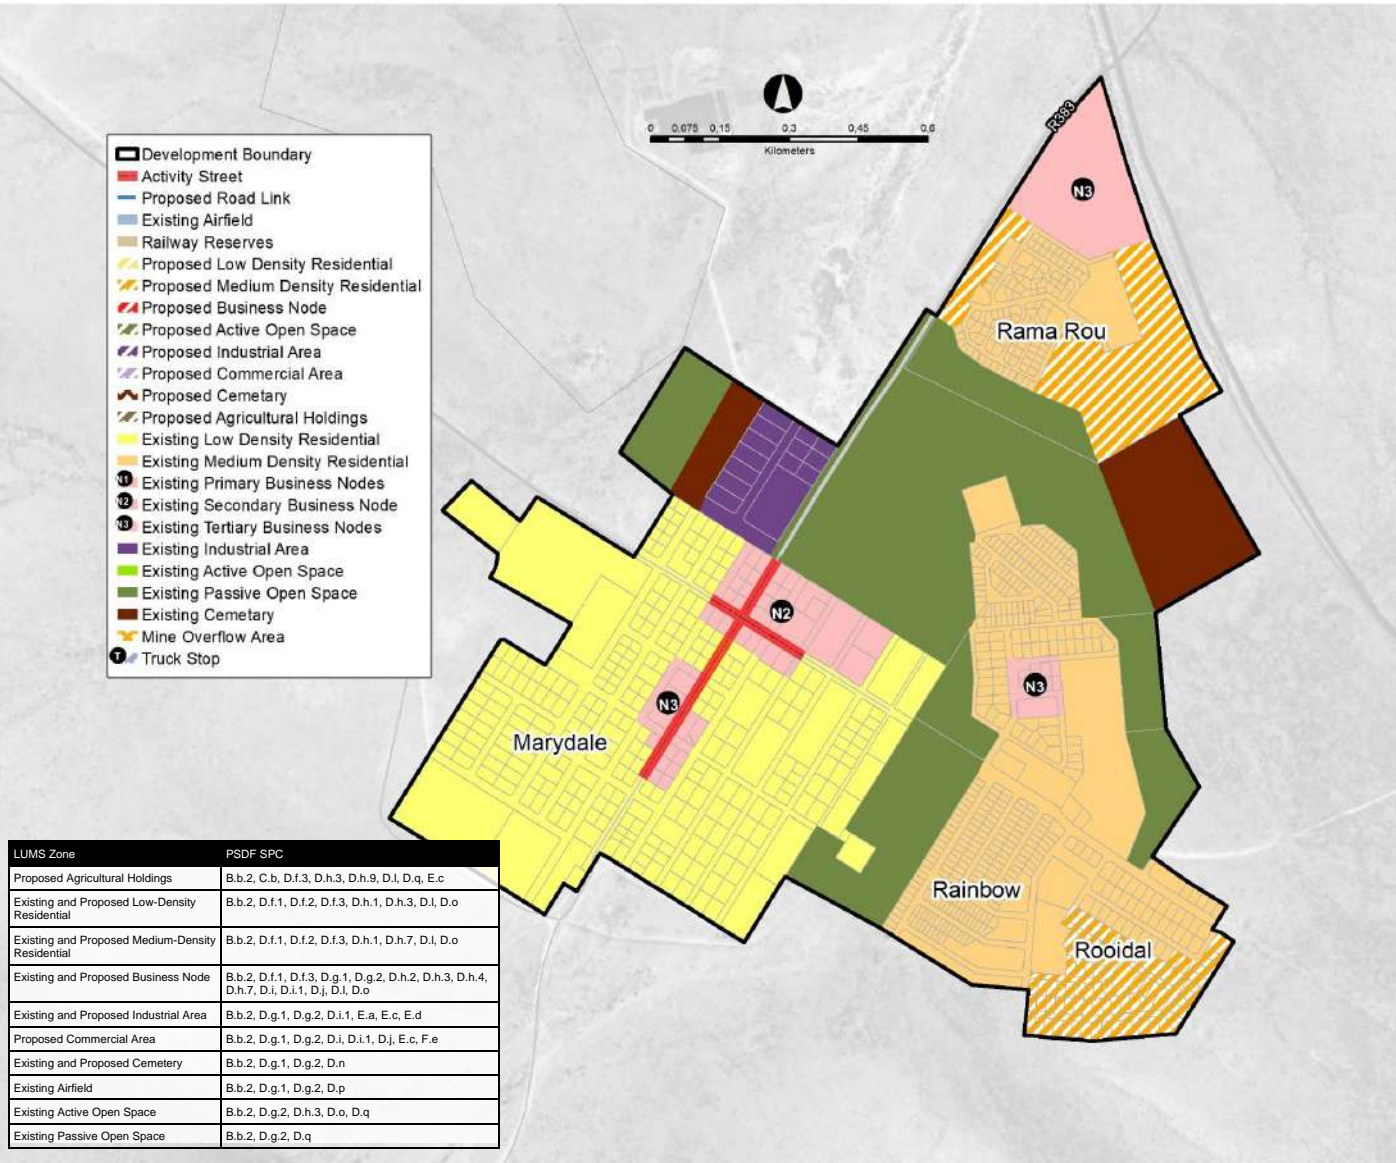 R383
0 0,075 0,15 0,3 0,45 0,6
Kilometers
Development Boundary
Activity Street
Proposed Road Link
Existing Airfield
Railway Reserves
Proposed Low Density Residential
Proposed Medium Density Residential
Proposed Business Node
Proposed Active Open Space
Proposed Industrial Area
Proposed Commercial Area
Proposed Cemetary
Proposed Agricultural Holdings
Existing Low Density Residential
Existing Medium Density Residential
N1 Existing Primary Business Nodes
N2 Existing Secondary Business Node
N3 Existing Tertiary Business Nodes
Existing Industrial Area
Existing Active Open Space
Existing Passive Open Space
Existing Cemetary
Mine Overflow Area
T Truck Stop
N3
Rama Rou
N2
N3
N3
Marydale
Rainbow
Rooidal
LUMS Zone PSDF SPC
Proposed Agricultural Holdings B.b.2, C.b, D.f.3, D.h.3, D.h.9, D.l, D.q, E.c
Existing and Proposed Low-Density B.b.2, D.f.1, D.f.2, D.f.3, D.h.1, D.h.3, D.l, D.o
Residential
Existing and Proposed Medium-Density B.b.2, D.f.1, D.f.2, D.f.3, D.h.1, D.h.7, D.l, D.o
Residential
Existing and Proposed Business Node B.b.2, D.f.1, D.f.3, D.g.1, D.g.2, D.h.2, D.h.3, D.h.4,
D.h.7, D.i, D.i.1, D.j, D.l, D.o
Existing and Proposed Industrial Area B.b.2, D.g.1, D.g.2, D.i.1, E.a, E.c, E.d
Proposed Commercial Area B.b.2, D.g.1, D.g.2, D.i, D.i.1, D.j, E.c, F.e
Existing and Proposed Cemetery B.b.2, D.g.1, D.g.2, D.n
Existing Airfield B.b.2, D.g.1, D.g.2, D.p
Existing Active Open Space B.b.2, D.g.2, D.h.3, D.o, D.q
Existing Passive Open Space B.b.2, D.g.2, D.q